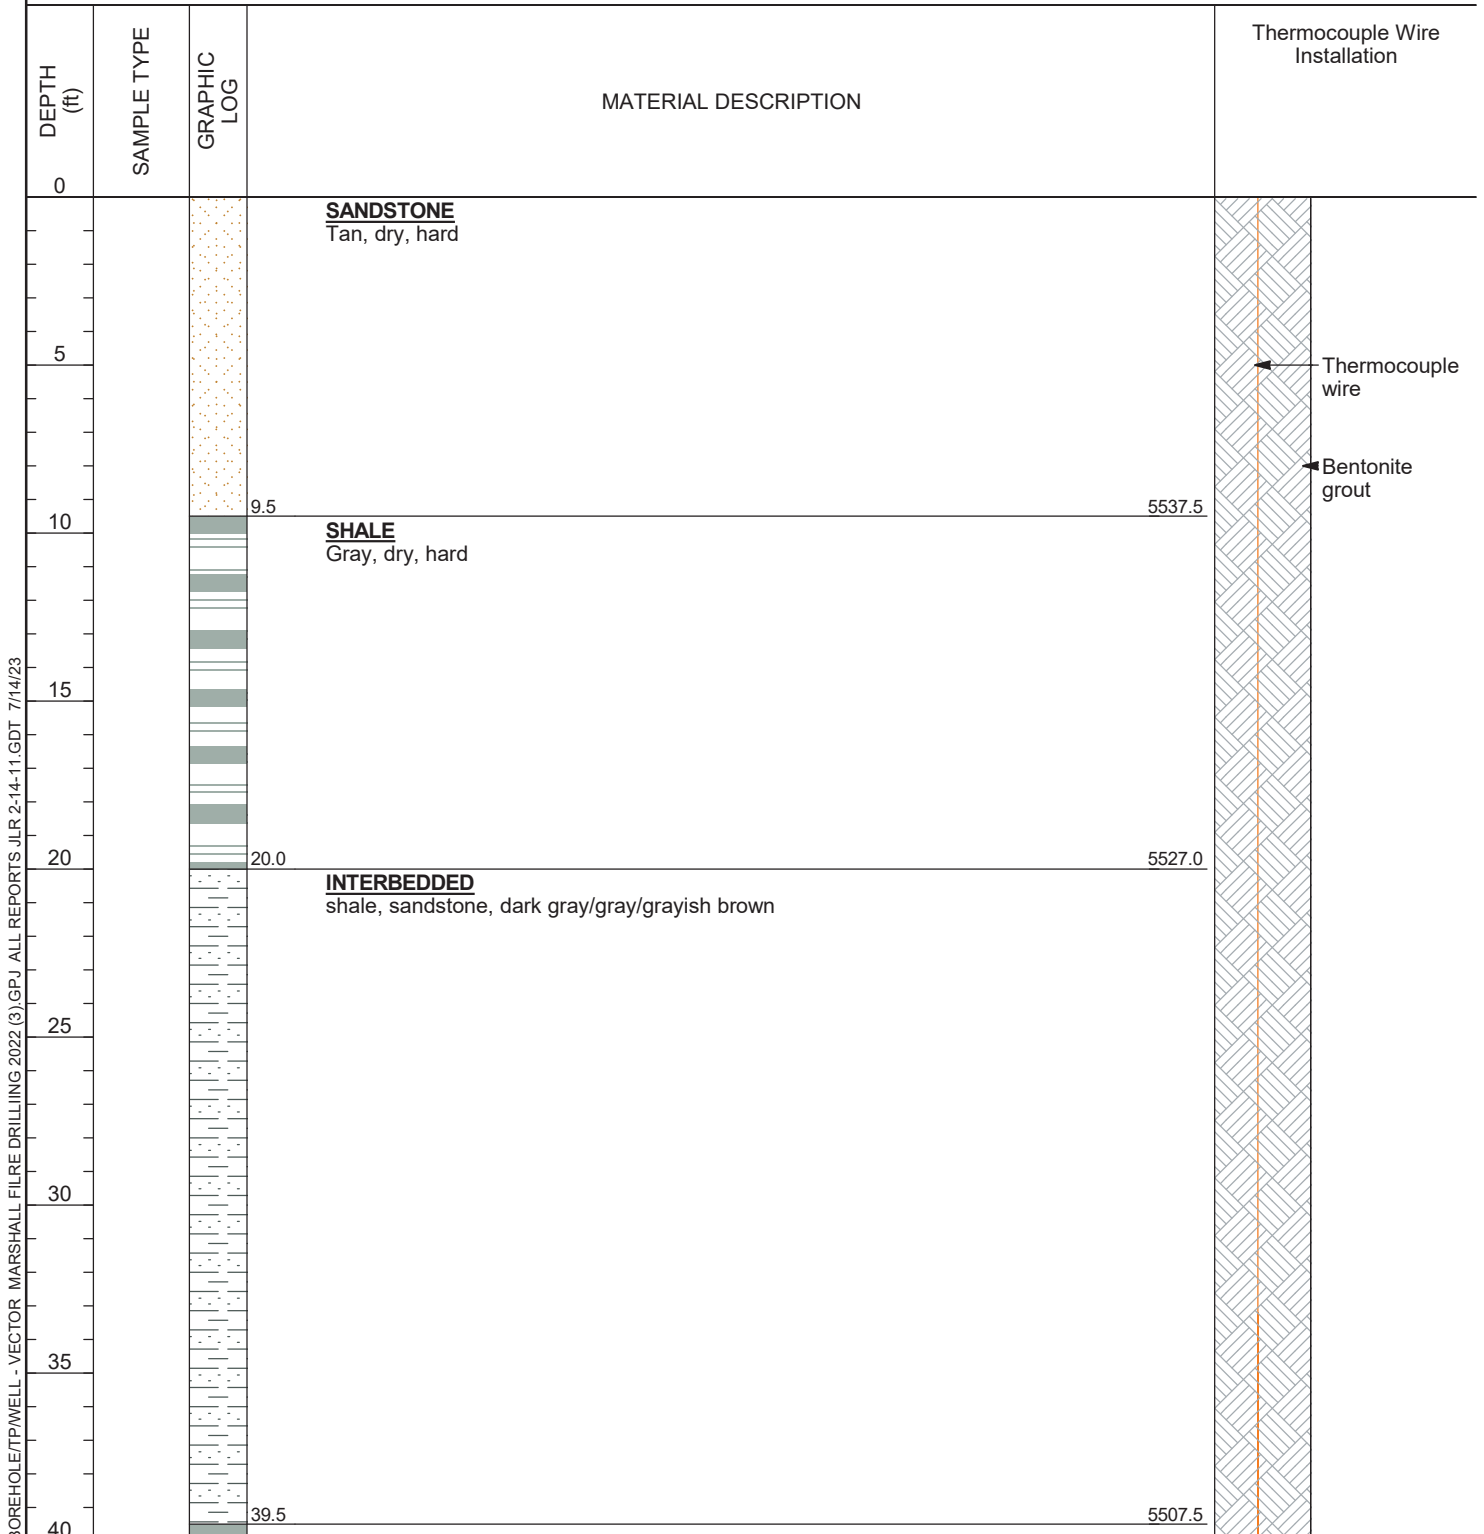 DEPTH
(ft)
SAMPLE TYPE
GRAPHIC
LOG
MATERIAL DESCRIPTION
Thermocouple Wire
Installation
0
SANDSTONE
Tan, dry, hard
5
Thermocouple
wire
Bentonite
grout
9.5
5537.5
10
SHALE
Gray, dry, hard
15
20
20.0
5527.0
INTERBEDDED
shale, sandstone, dark gray/gray/grayish brown
25
30
35
39.5
5507.5
40
BOREHOLE/TP/WELL - VECTOR MARSHALL FILRE DRILLIING 2022 (3).GPJ ALL REPORTS JLR 2-14-11.GDT 7/14/23